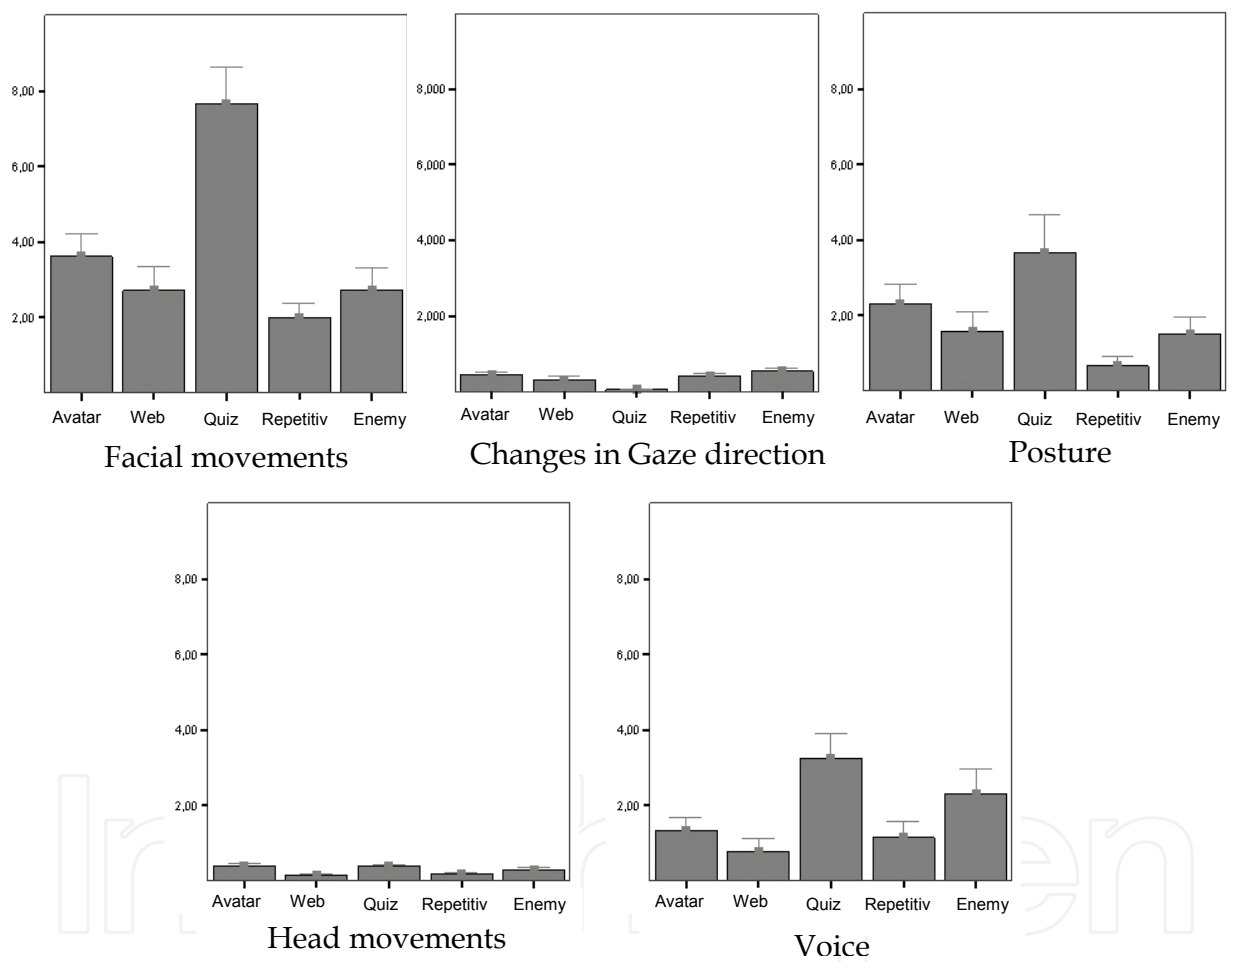 8,00
6,00
4,00
2,00
Avatar Web Quiz Repetitiv Enemy
Facial movements
8,000
6,000
4,000
2,000
Avatar Web Quiz Repetitiv Enemy
Changes in Gaze direction
8,00
6,00
4,00
2,00
Avatar Web Quiz Repetitiv Enemy
Posture
8,00
6,00
4,00
2,00
Avatar Web Quiz Repetitiv Enemy
Head movements
8,00
6,00
4,00
2,00
Avatar Web Quiz Repetitiv Enemy
Voice